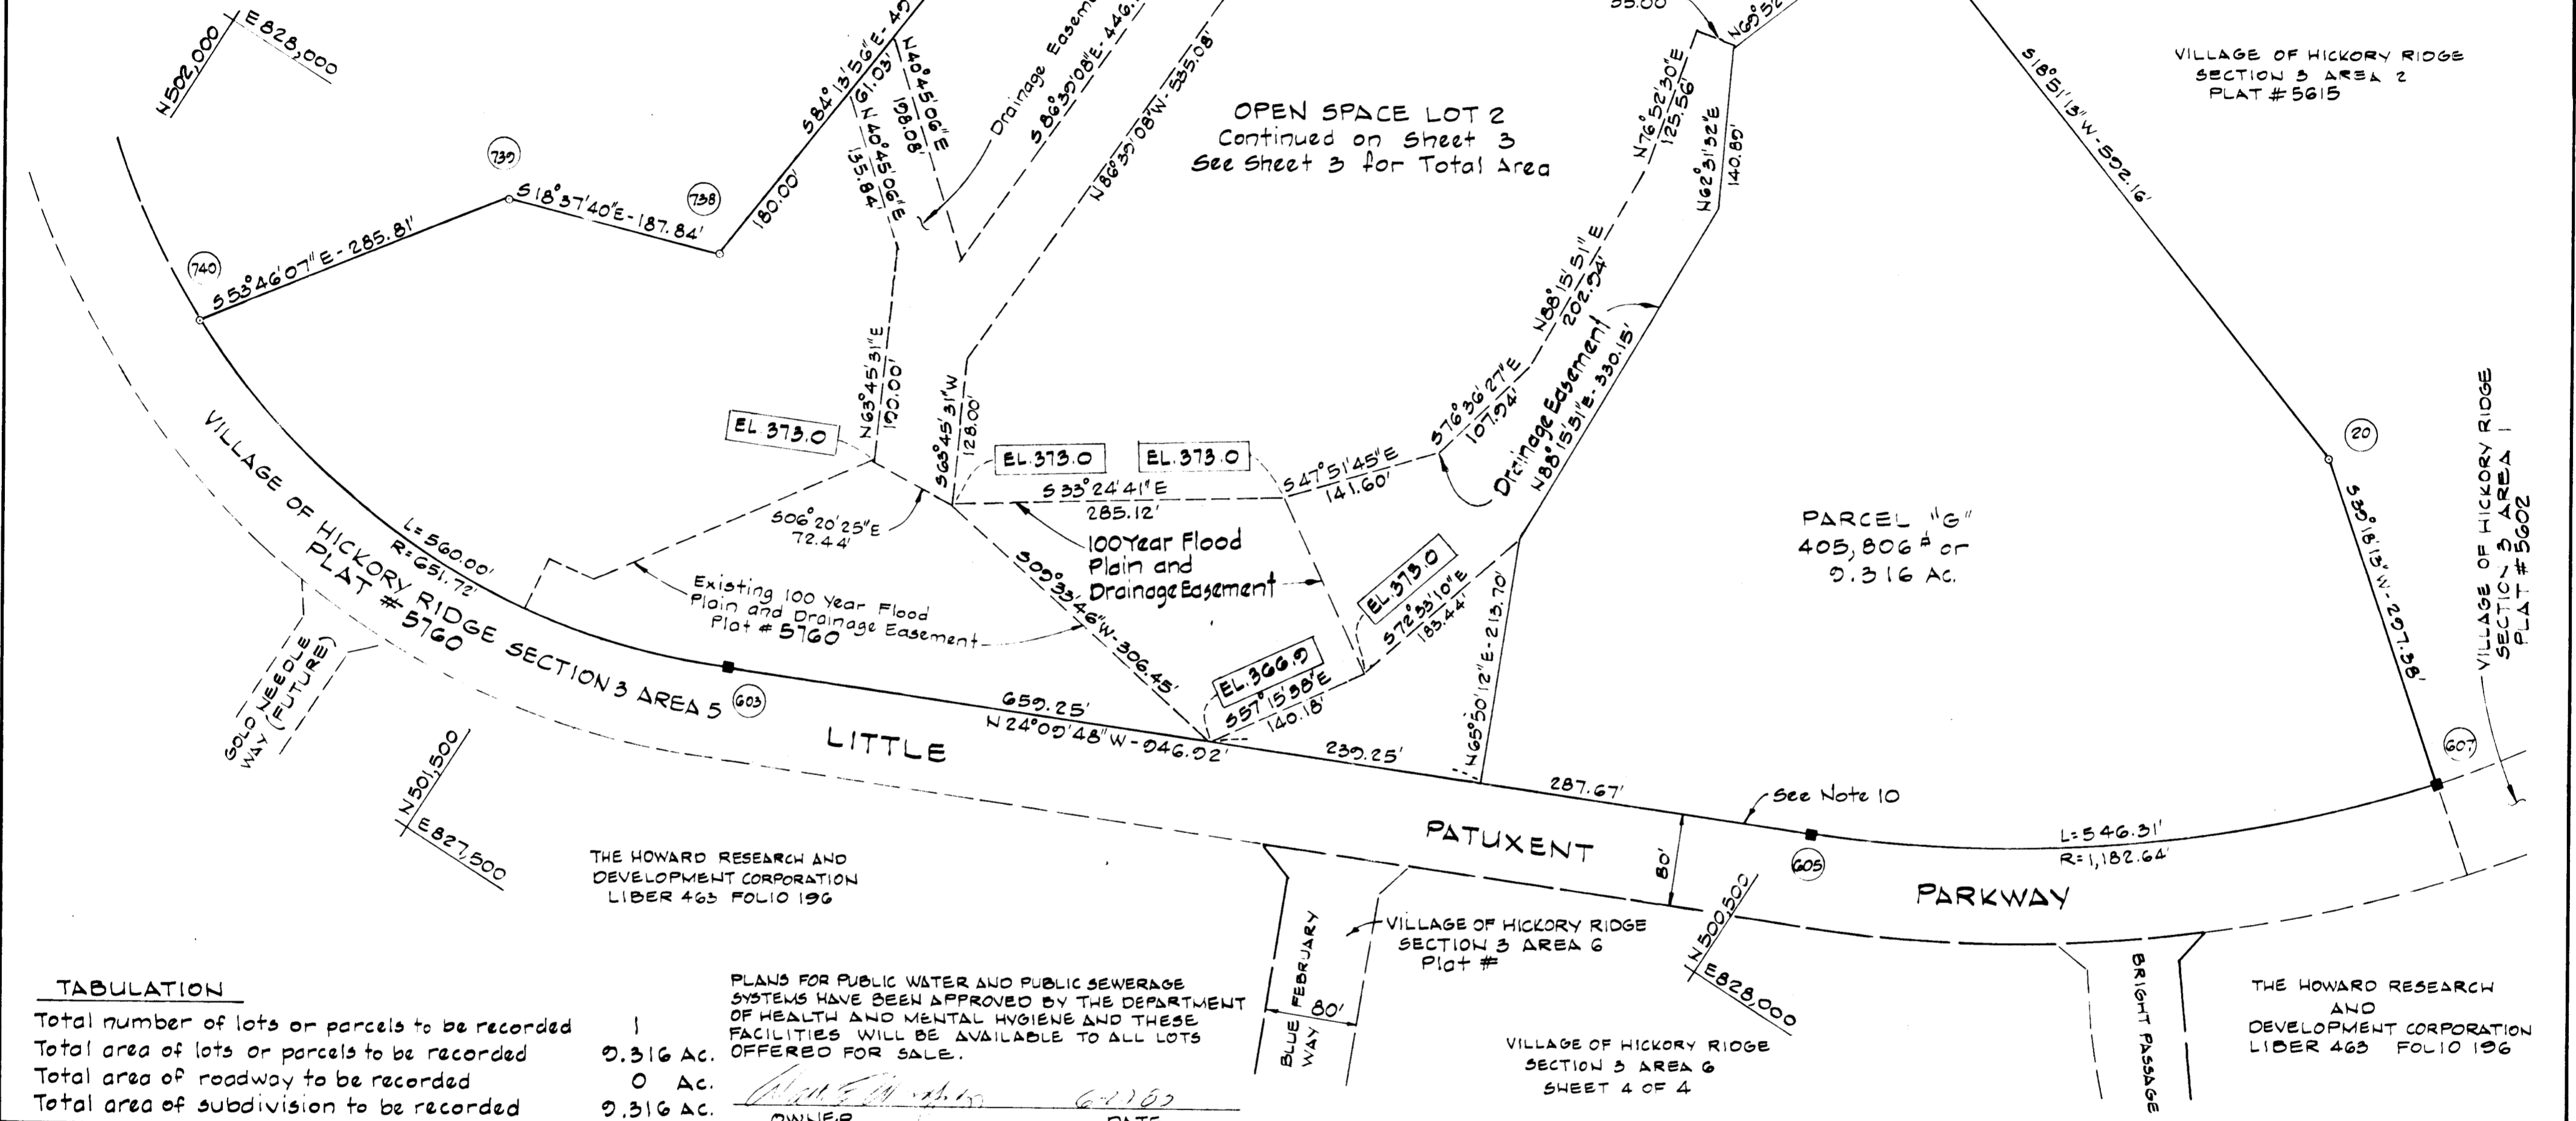 N502,000
E828,000
S84°13'56"E-49
61.03'
180.00'
N40°45'06"E
198.08'
N40°45'06"E
135.84'
Drainage Easem
S86°39'08"E-446.
N86°39'08"W-535.08'
OPEN SPACE LOT 2
Continued on Sheet 3
See Sheet 3 for Total Area
55.00
N69°52
N76°52'30"E
125.56'
N62°31'32"E
140.89'
S18°51'13"W-592.16'
VILLAGE OF HICKORY RIDGE
SECTION 3 AREA 2
PLAT #5615
739
S18°37'40"E-187.84'
738
740
S53°46'07"E-285.81'
N88°15'51"E
202.94'
Drainage Easement
N88°15'51"E-330.15'
S76°36'27"E
107.94'
S47°51'45"E
141.60'
N63°45'31"E
190.00'
S63°45'31"W
128.00'
EL.373.0
EL.373.0
EL.373.0
S33°24'41"E
285.12'
S06°20'25"E
72.44'
100 Year Flood
Plain and
Drainage Easement
20
S39°18'13"W-297.38'
VILLAGE OF HICKORY RIDGE
SECTION 3 AREA 1
PLAT #5602
PARCEL "G"
405,806 ⌗ or
9.316 Ac.
L=560.00'
R=651.72'
VILLAGE OF HICKORY RIDGE SECTION 3 AREA 5
PLAT #5760
Existing 100 Year Flood
Plain and Drainage Easement
Plat #5760
S09°33'46"W-306.45'
EL.373.0
S72°33'10"E
183.44'
EL.366.9
S57°15'38"E
140.18'
N65°50'12"E-213.70'
GOLD NEEDLE
WAY (FUTURE)
603
659.25'
N24°09'48"W-946.92'
239.25'
287.67'
See Note 10
607
LITTLE
PATUXENT
PARKWAY
80'
605
L=546.31'
R=1,182.64'
N501,500
E827,500
THE HOWARD RESEARCH AND
DEVELOPMENT CORPORATION
LIBER 463 FOLIO 196
BLUE FEBRUARY
WAY
80'
VILLAGE OF HICKORY RIDGE
SECTION 3 AREA 6
Plat #
N500,500
E828,000
BRIGHT PASSAGE
THE HOWARD RESEARCH
AND
DEVELOPMENT CORPORATION
LIBER 463 FOLIO 196
VILLAGE OF HICKORY RIDGE
SECTION 3 AREA 6
SHEET 4 OF 4
TABULATION
Total number of lots or parcels to be recorded 1
Total area of lots or parcels to be recorded 9.316 Ac.
Total area of roadway to be recorded 0 Ac.
Total area of subdivision to be recorded 9.316 Ac.
PLANS FOR PUBLIC WATER AND PUBLIC SEWERAGE
SYSTEMS HAVE BEEN APPROVED BY THE DEPARTMENT
OF HEALTH AND MENTAL HYGIENE AND THESE
FACILITIES WILL BE AVAILABLE TO ALL LOTS
OFFERED FOR SALE.
OWNER
DATE